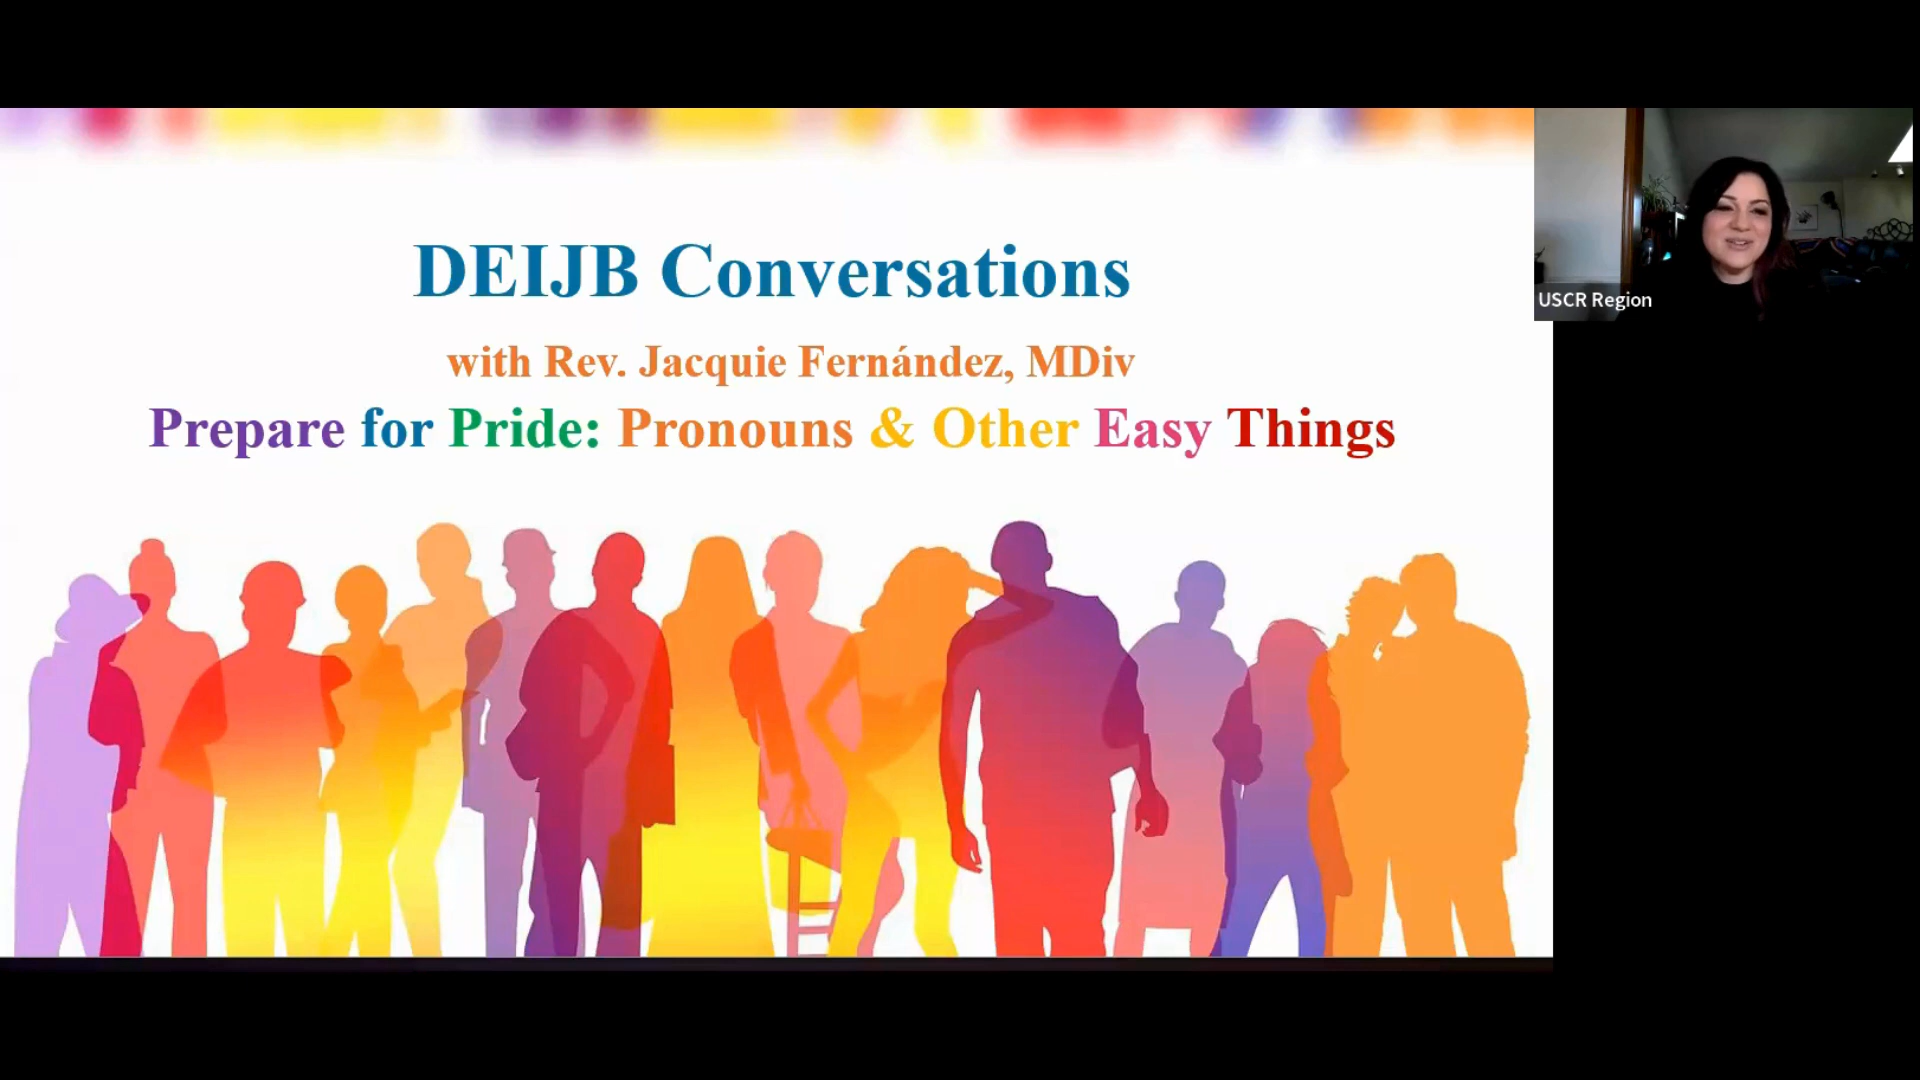 DEIJB Conversations
with Rev. Jacquie Fernández, MDiv
Prepare for Pride: Pronouns & Other Easy Things
USCR Region